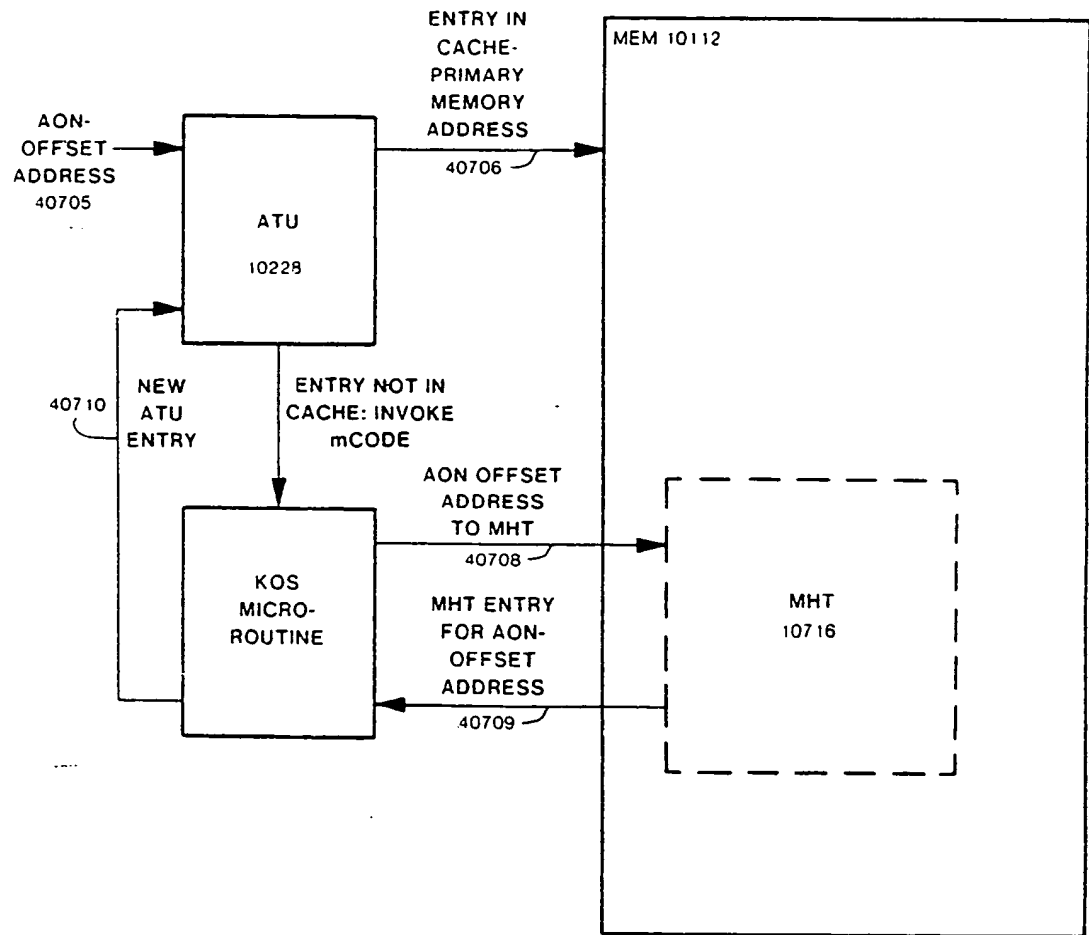 ENTRY IN
CACHE-
PRIMARY
MEMORY
ADDRESS
40706
MEM 10112
AON-
OFFSET
ADDRESS
40705
ATU
10228
40710
NEW
ATU
ENTRY
ENTRY NOT IN
CACHE: INVOKE
mCODE
AON OFFSET
ADDRESS
TO MHT
40708
KOS
MICRO-
ROUTINE
MHT ENTRY
FOR AON-
OFFSET
ADDRESS
40709
MHT
10716